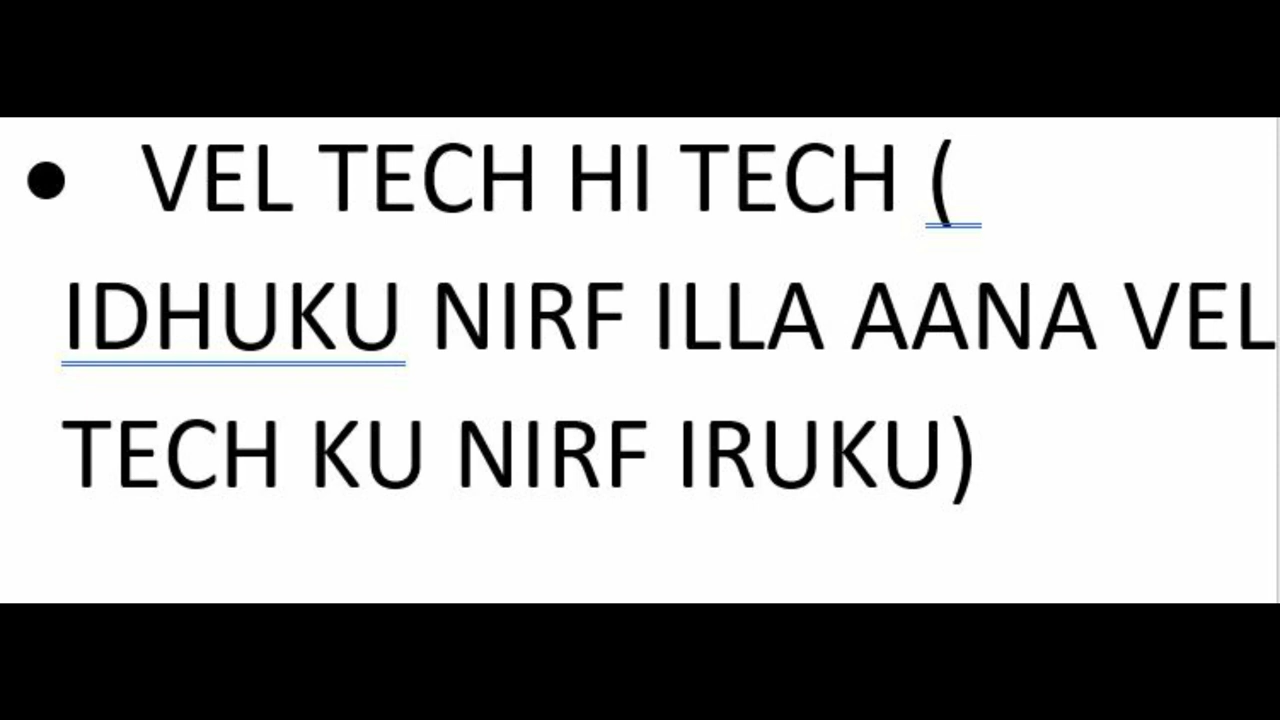 • VEL TECH HI TECH (
IDHUKU NIRF ILLA AANA VEL
TECH KU NIRF IRUKU)